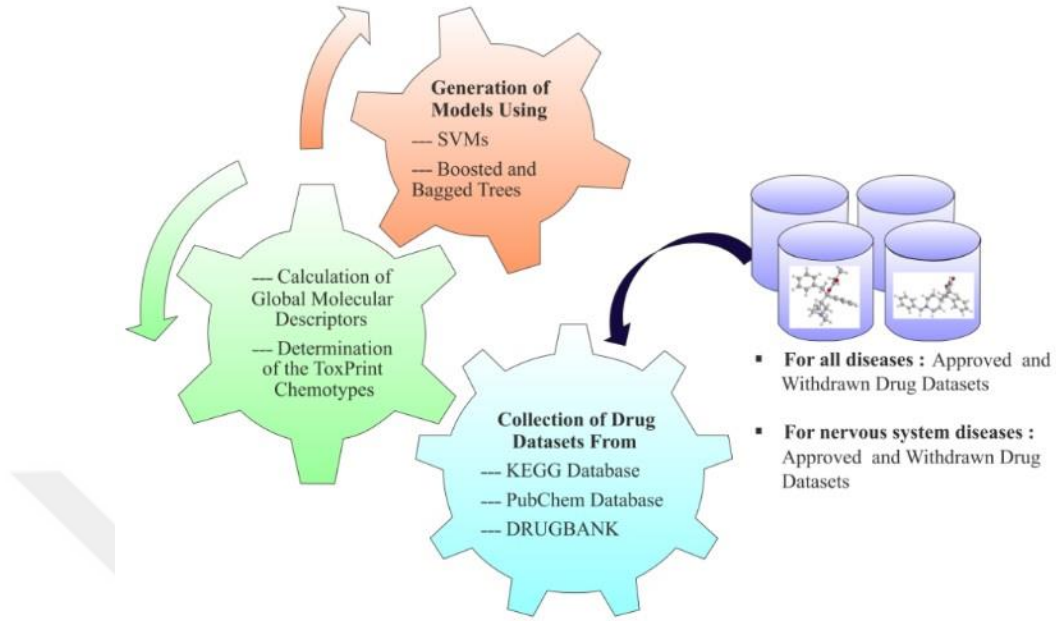 Generation of
Models Using
--- SVMs
--- Boosted and
Bagged Trees
--- Calculation of
Global Molecular
Descriptors
--- Determination
of the ToxPrint
Chemotypes
Collection of Drug
Datasets From
--- KEGG Database
--- PubChem Database
--- DRUGBANK
▪ For all diseases : Approved and
Withdrawn Drug Datasets
▪ For nervous system diseases :
Approved and Withdrawn Drug
Datasets